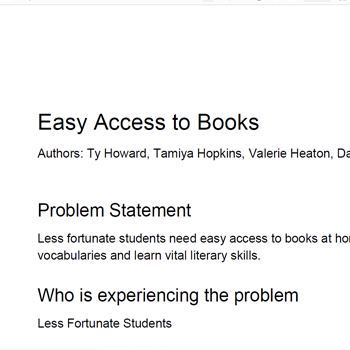 Easy Access to Books
Authors: Ty Howard, Tamiya Hopkins, Valerie Heaton, Da
Problem Statement
Less fortunate students need easy access to books at ho
vocabularies and learn vital literary skills.
Who is experiencing the problem
Less Fortunate Students